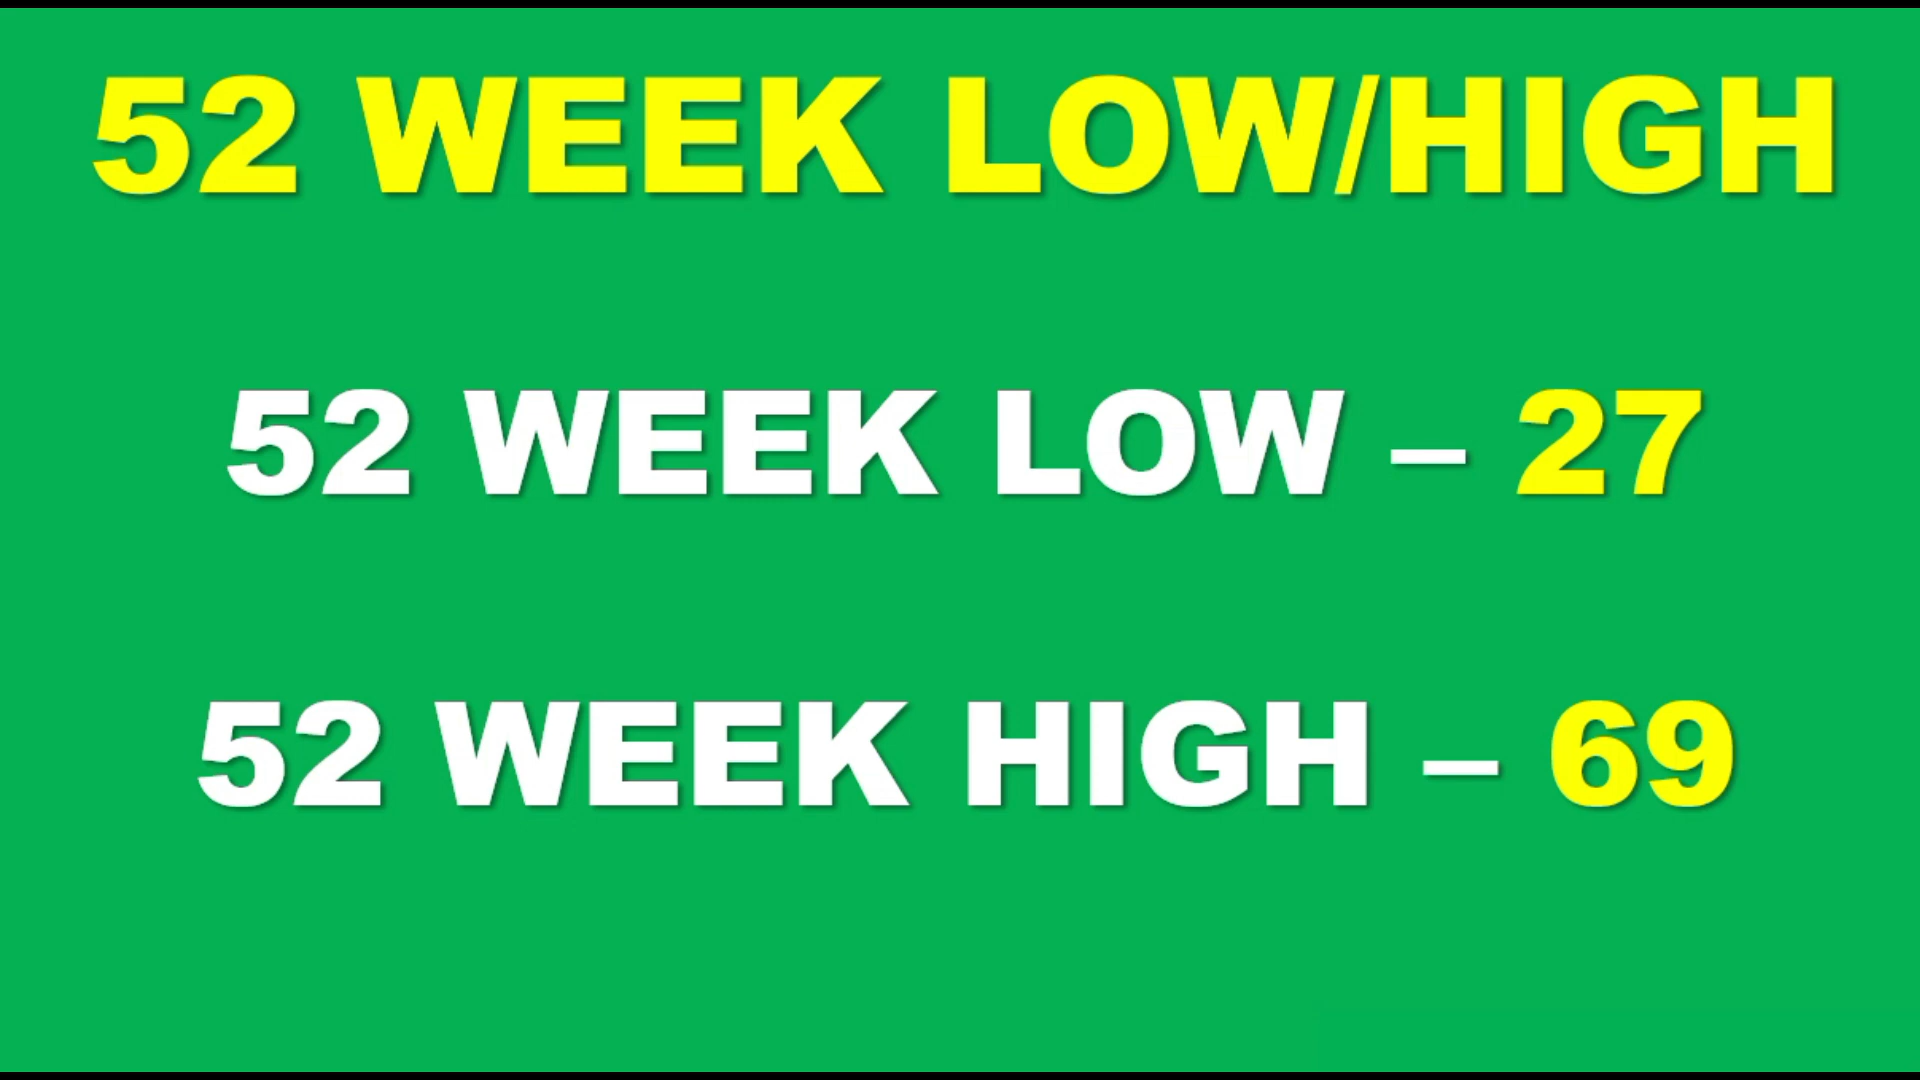 52 WEEK LOW/HIGH
52 WEEK LOW – 27
52 WEEK HIGH – 69